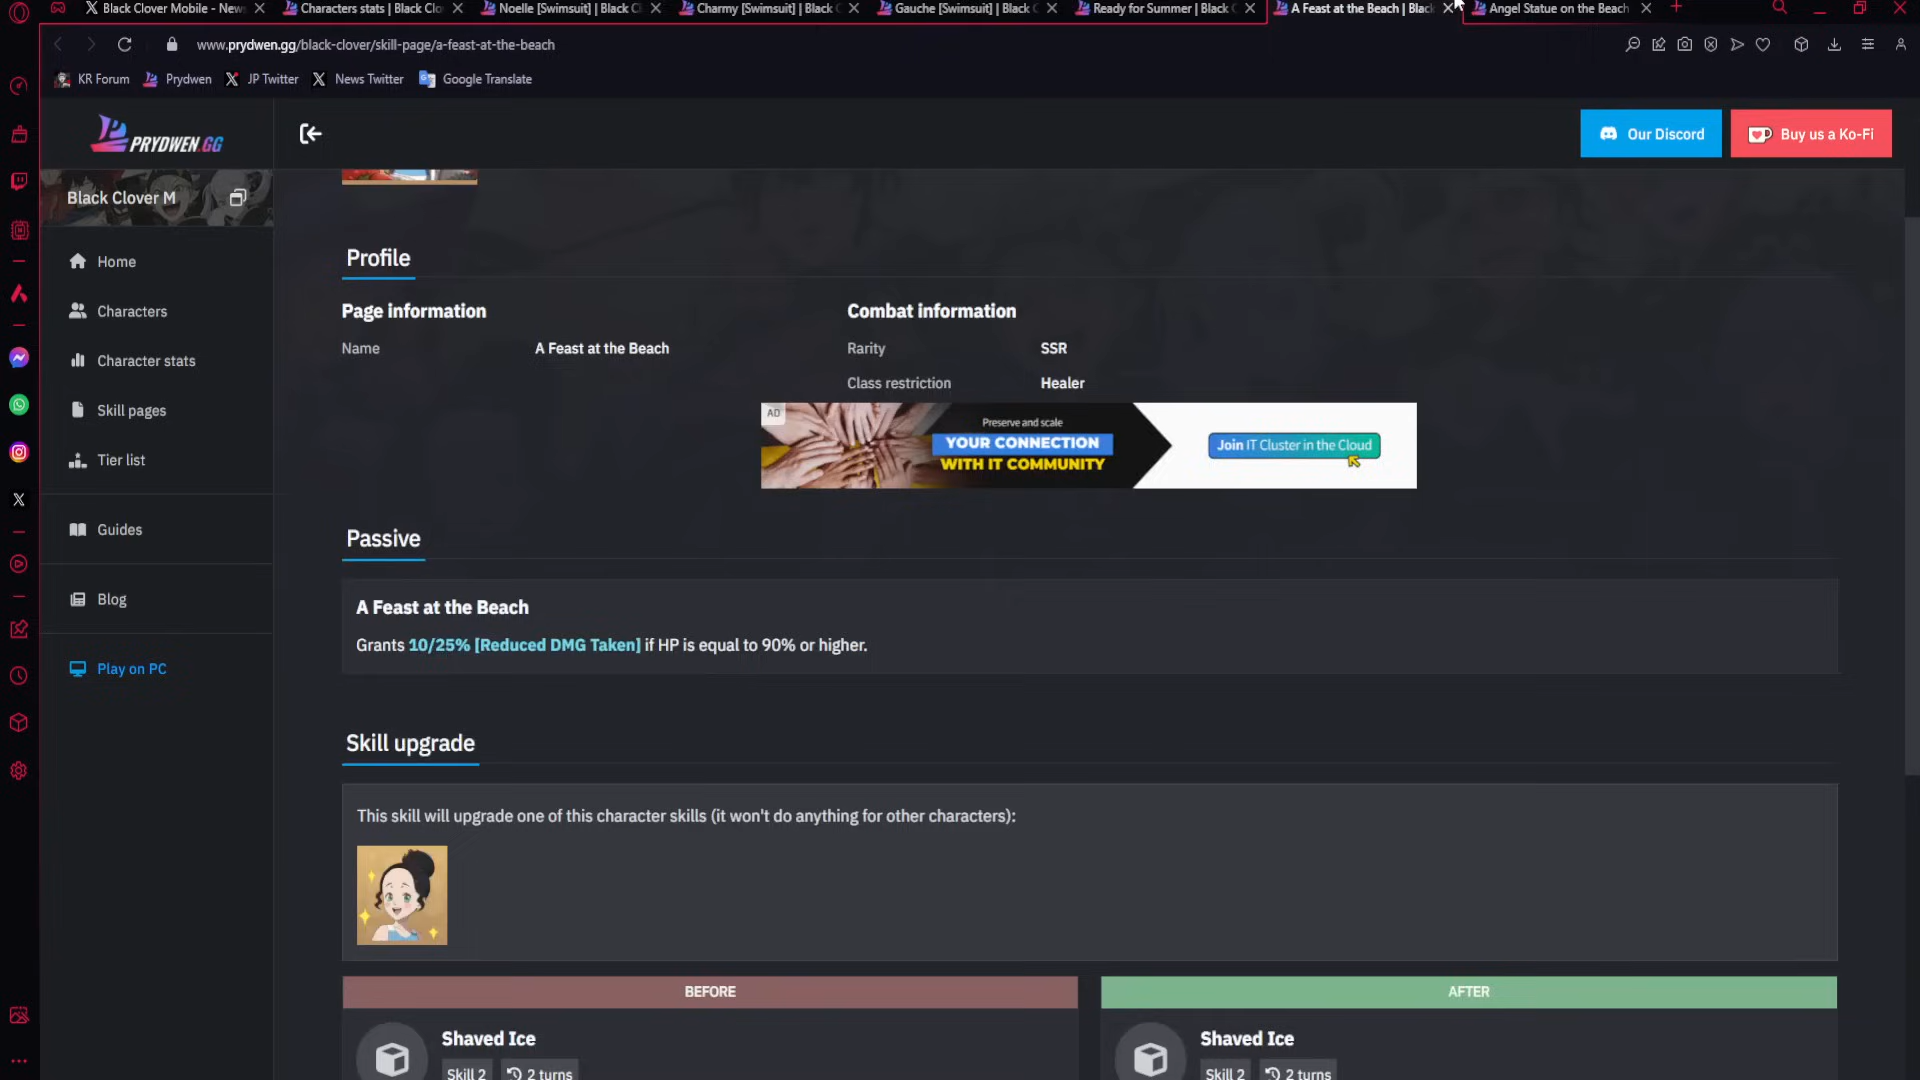 Black Clover Mobile - New
Characters stats | Black Clo
Noelle [Swimsuit] | Black C
Charmy [Swimsuit] | Black
Gauche [Swimsuit] | Black
Ready for Summer | Black
A Feast at the Beach | Black
Angel Statue on the Beach
www.prydwen.gg/black-clover/skill-page/a-feast-at-the-beach
KR Forum
Prydwen
JP Twitter
News Twitter
Google Translate
PRYDWEN.GG
Our Discord
Buy us a Ko-Fi
Black Clover M
Home
Characters
Character stats
Skill pages
Tier list
Guides
Blog
Play on PC
Profile
Page information
Name A Feast at the Beach
Combat information
Rarity SSR
Class restriction Healer
AD
Preserve and scale
YOUR CONNECTION
WITH IT COMMUNITY
Join IT Cluster in the Cloud
Passive
A Feast at the Beach
Grants 10/25% [Reduced DMG Taken] if HP is equal to 90% or higher.
Skill upgrade
This skill will upgrade one of this character skills (it won't do anything for other characters):
BEFORE
Shaved Ice
Skill 2 2 turns
AFTER
Shaved Ice
Skill 2 2 turns